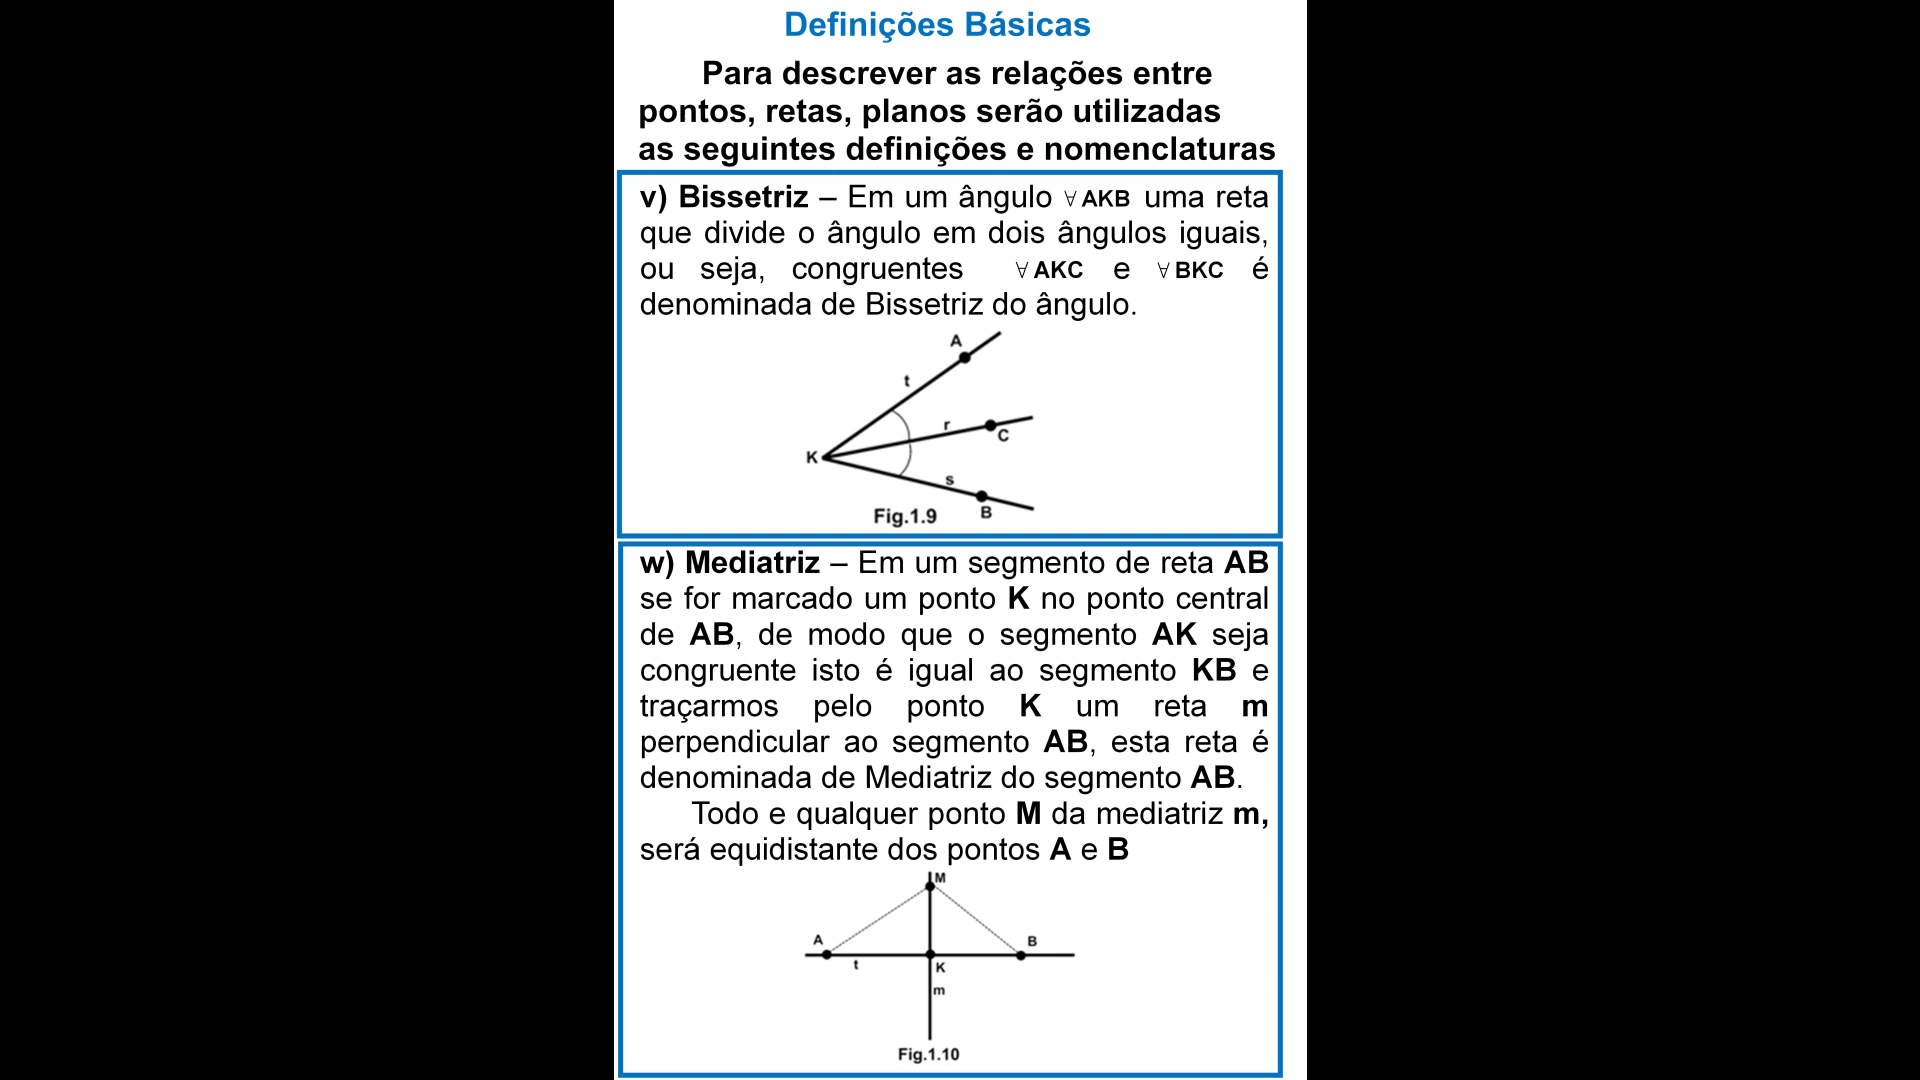 Definições Básicas
Para descrever as relações entre
pontos, retas, planos serão utilizadas
as seguintes definições e nomenclaturas
v) Bissetriz – Em um ângulo ∀ AKB uma reta
que divide o ângulo em dois ângulos iguais,
ou seja, congruentes ∀ AKC e ∀ BKC é
denominada de Bissetriz do ângulo.
A
t
r
C
K
s
B
Fig.1.9
w) Mediatriz – Em um segmento de reta AB
se for marcado um ponto K no ponto central
de AB, de modo que o segmento AK seja
congruente isto é igual ao segmento KB e
traçarmos pelo ponto K um reta m
perpendicular ao segmento AB, esta reta é
denominada de Mediatriz do segmento AB.
Todo e qualquer ponto M da mediatriz m,
será equidistante dos pontos A e B
M
A
B
t
K
m
Fig.1.10